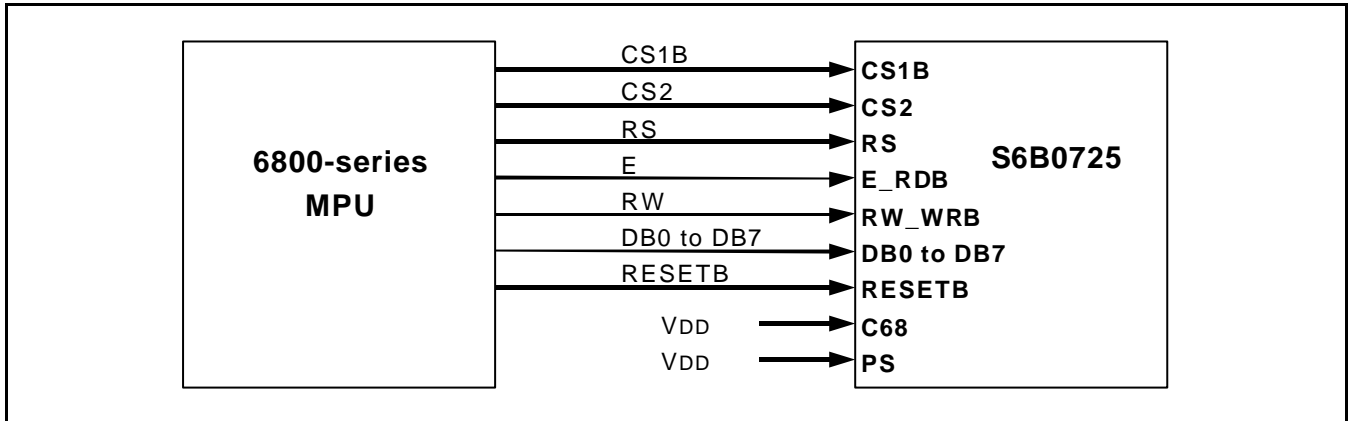 6800-series
MPU
CS1B
CS2
RS
E
RW
DB0 to DB7
RESETB
VDD
VDD
CS1B
CS2
RS
E_RDB
RW_WRB
DB0 to DB7
RESETB
C68
PS
S6B0725